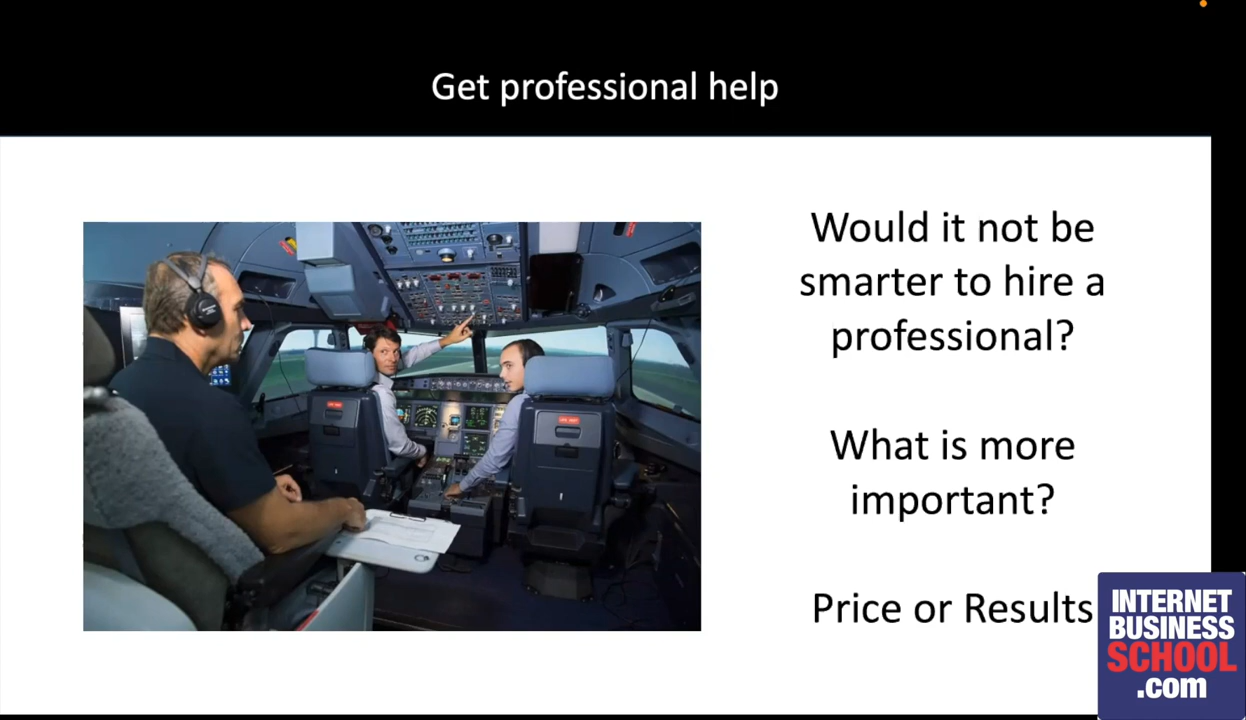 Get professional help
Would it not be
smarter to hire a
professional?
What is more
important?
Price or Results
INTERNET
BUSINESS
SCHOOL
.com